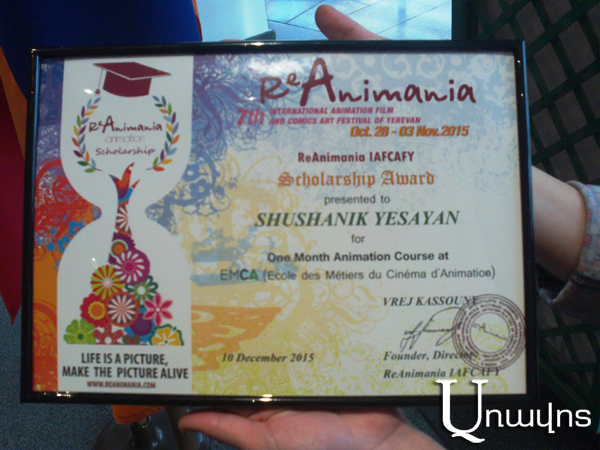 ReAnimania
animation
Scholarship
LIFE IS A PICTURE,
MAKE THE PICTURE ALIVE
WWW.REANIMANIA.COM
ReAnimania
7th INTERNATIONAL ANIMATION FILM
AND COMICS ART FESTIVAL OF YEREVAN
Oct. 28 - 03 Nov. 2015
ReAnimania IAFCAFY
Scholarship Award
presented to
SHUSHANIK YESAYAN
for
One Month Animation Course at
EMCA (Ecole des Métiers du Cinéma d'Animation)
VREJ KASSOUNY
10 December 2015
Founder, Director
ReAnimania IAFCAFY
Առավոտ